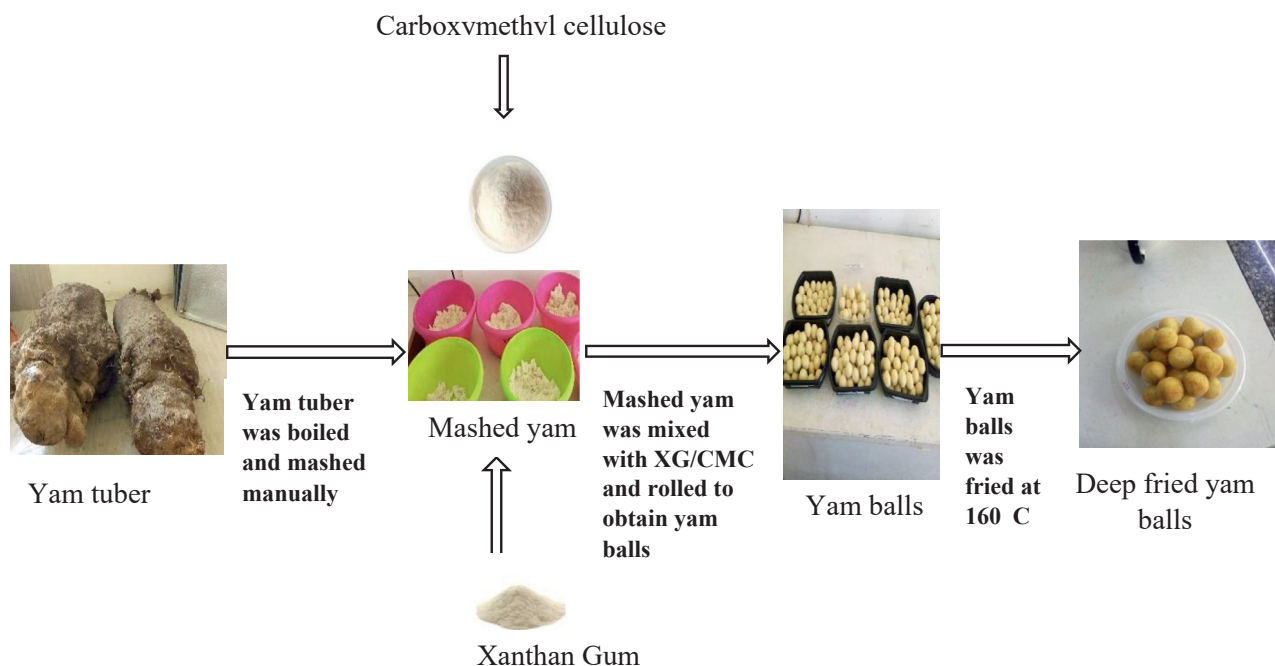 Carboxvmethvl cellulose
Yam tuber
was boiled
and mashed
manually
Yam tuber
Mashed yam
Mashed yam
was mixed
with XG/CMC
and rolled to
obtain yam
balls
Xanthan Gum
Yam balls
Yam
balls
was
fried at
160 C
Deep fried yam
balls